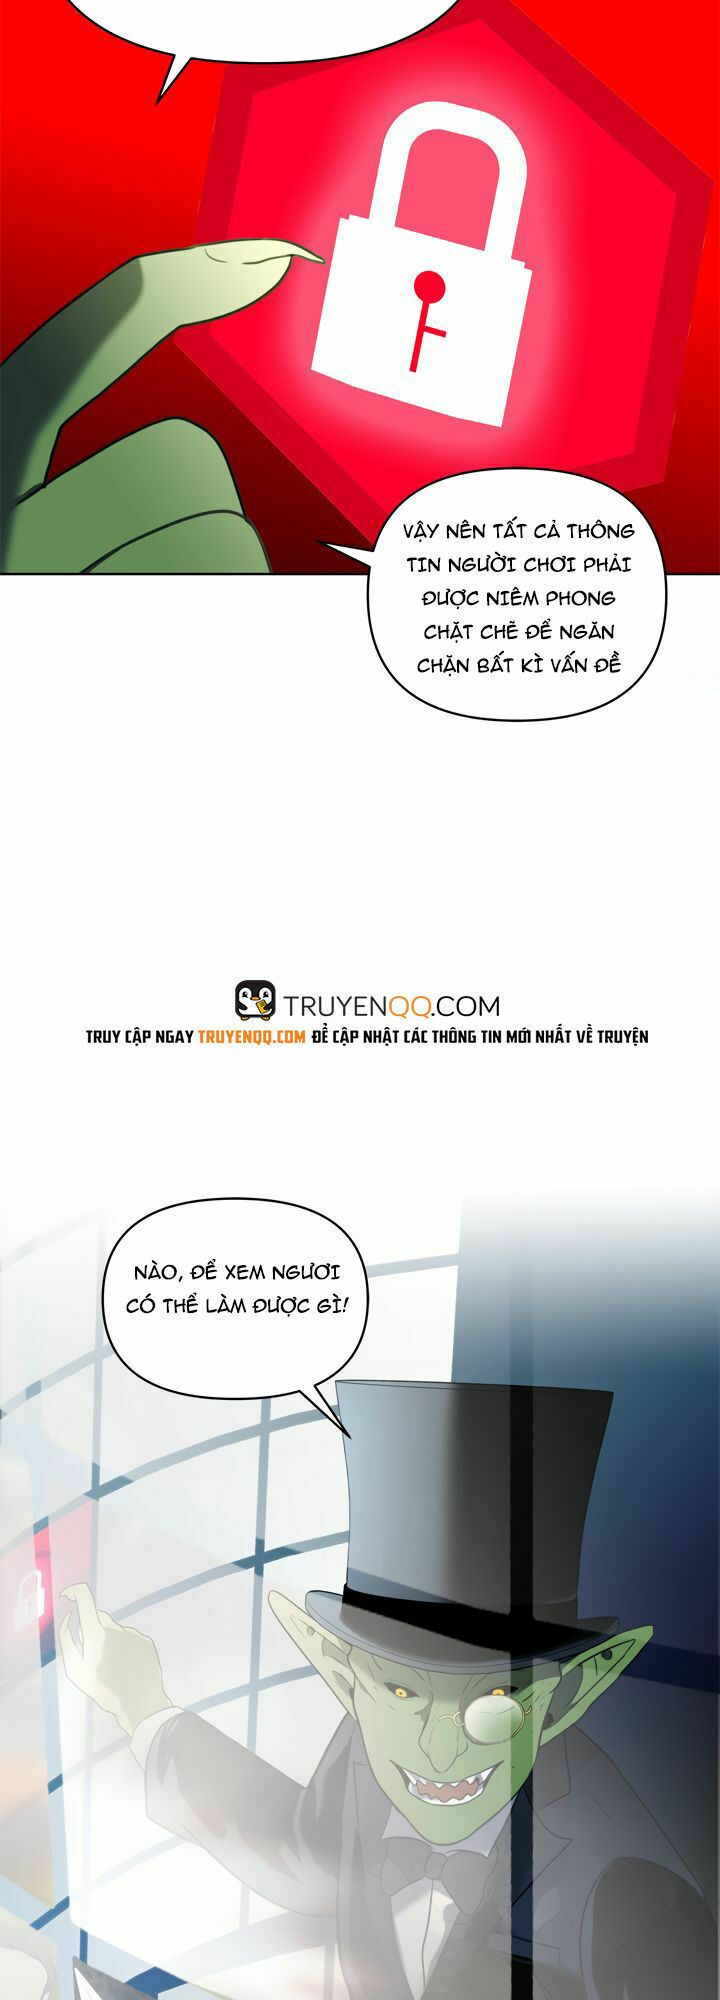 VẬY NÊN TẤT CẢ THÔNG
TIN NGƯỜI CHƠI PHẢI
ĐƯỢC NIÊM PHONG
CHẶT CHẼ ĐỂ NGĂN
CHẶN BẤT KÌ VẤN ĐỀ
TRUYENQQ.COM
TRUY CẬP NGAY TRUYENQQ.COM ĐỂ CẬP NHẬT CÁC THÔNG TIN MỚI NHẤT VỀ TRUYỆN
NÀO, ĐỂ XEM NGƯƠI
CÓ THỂ LÀM ĐƯỢC GÌ!